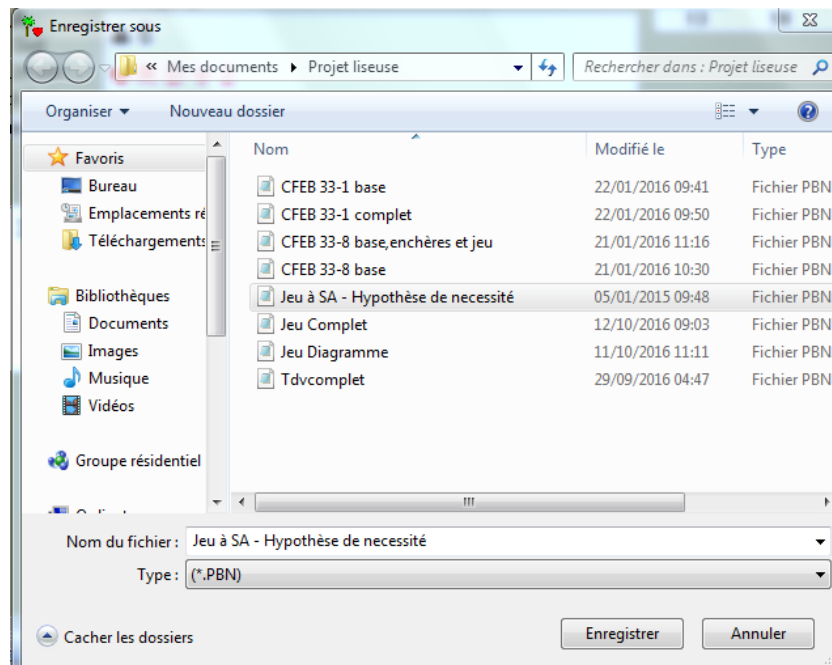 Enregistrer sous
« Mes documents Projet liseuse Rechercher dans : Projet liseuse
Organiser Nouveau dossier
Nom Modifié le Type
Favoris
Bureau
Emplacements ré
Téléchargements
Bibliothèques
Documents
Images
Musique
Vidéos
Groupe résidentiel
CFEB 33-1 base 22/01/2016 09:41 Fichier PBN
CFEB 33-1 complet 22/01/2016 09:50 Fichier PBN
CFEB 33-8 base,enchères et jeu 21/01/2016 11:16 Fichier PBN
CFEB 33-8 base 21/01/2016 10:30 Fichier PBN
Jeu à SA - Hypothèse de necessité 05/01/2015 09:48 Fichier PBN
Jeu Complet 12/10/2016 09:03 Fichier PBN
Jeu Diagramme 11/10/2016 11:11 Fichier PBN
Tdvcomplet 29/09/2016 04:47 Fichier PBN
Nom du fichier : Jeu à SA - Hypothèse de necessité
Type : (*.PBN)
Cacher les dossiers Enregistrer Annuler